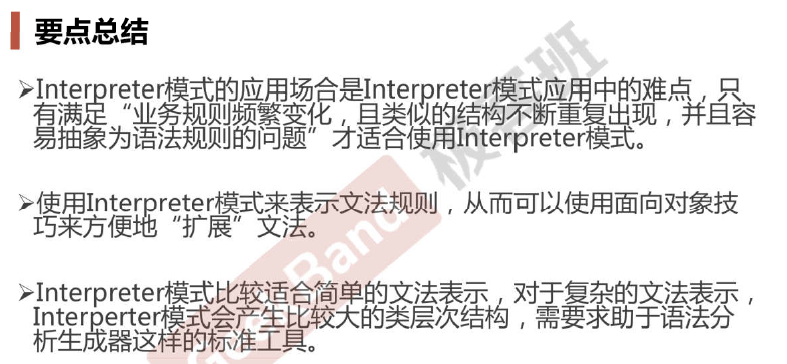 要点总结
➢Interpreter模式的应用场合是Interpreter模式应用中的难点，只
有满足“业务规则频繁变化，且类似的结构不断重复出现，并且容
易抽象为语法规则的问题”才适合使用Interpreter模式。
➢使用Interpreter模式来表示文法规则，从而可以使用面向对象技
巧来方便地“扩展”文法。
➢Interpreter模式比较适合简单的文法表示，对于复杂的文法表示，
Interperter模式会产生比较大的类层次结构，需要求助于语法分
析生成器这样的标准工具。
极客班
GeekBand